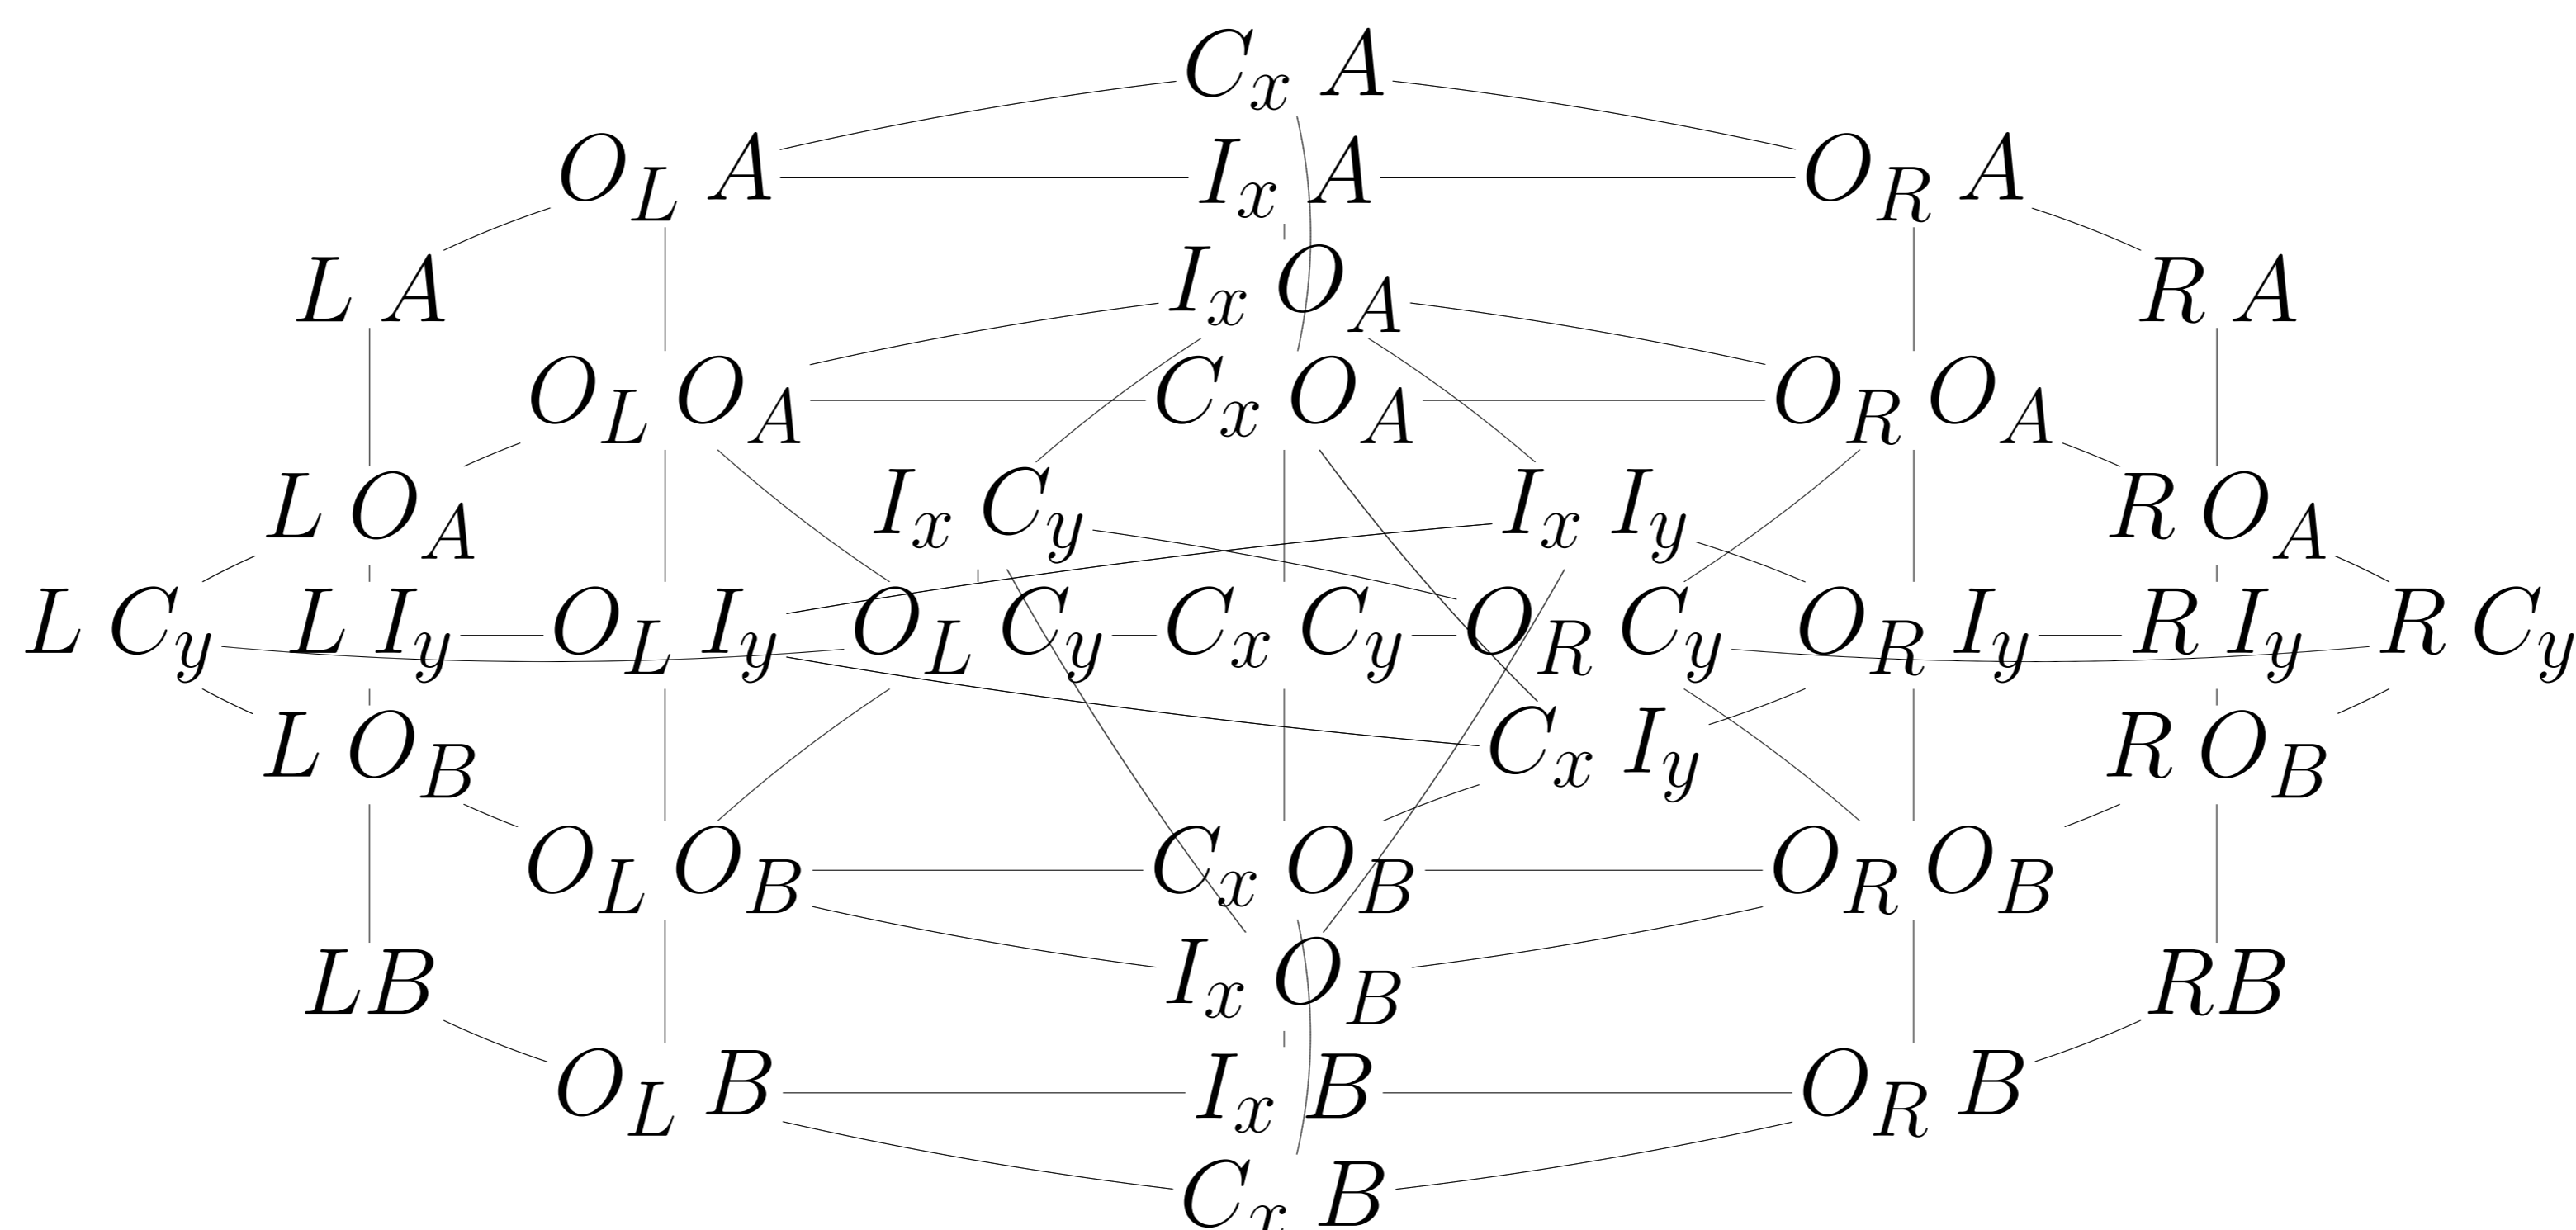 C_x A
O_L A I_x A O_R A
L A I_x O_A R A
O_L O_A C_x O_A O_R O_A
L O_A I_x C_y I_x I_y R O_A
L C_y L I_y O_L I_y O_L C_y C_x C_y O_R C_y O_R I_y R I_y R C_y
L O_B C_x I_y R O_B
O_L O_B C_x O_B O_R O_B
LB I_x O_B RB
O_L B I_x B O_R B
C_x B